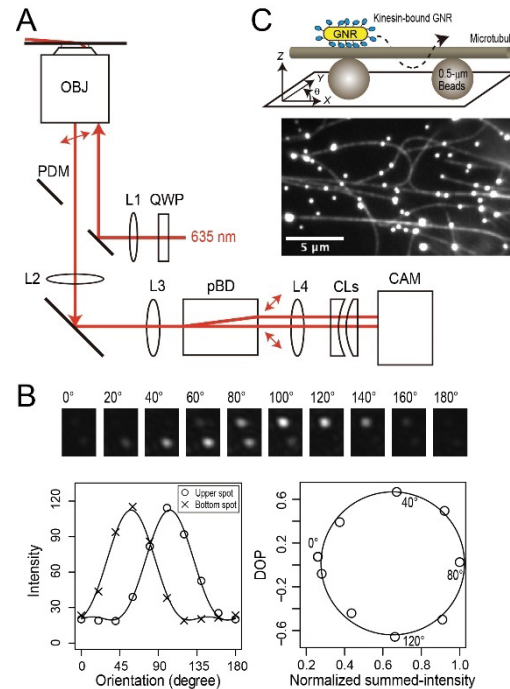 A
OBJ
PDM
L1 QWP
635 nm
L2
L3 pBD L4 CLs CAM
C
Kinesin-bound GNR
GNR
Microtubul
Z
Y
θ
X
0.5-μm
Beads
5 μm
B
0° 20° 40° 60° 80° 100° 120° 140° 160° 180°
Upper spot
Bottom spot
Intensity
120
90
60
30
0
0 45 90 135 180
Orientation (degree)
DOP
0.6
0.2
0.0
−0.2
−0.6
40°
0°
80°
120°
0.2 0.4 0.6 0.8 1.0
Normalized summed-intensity